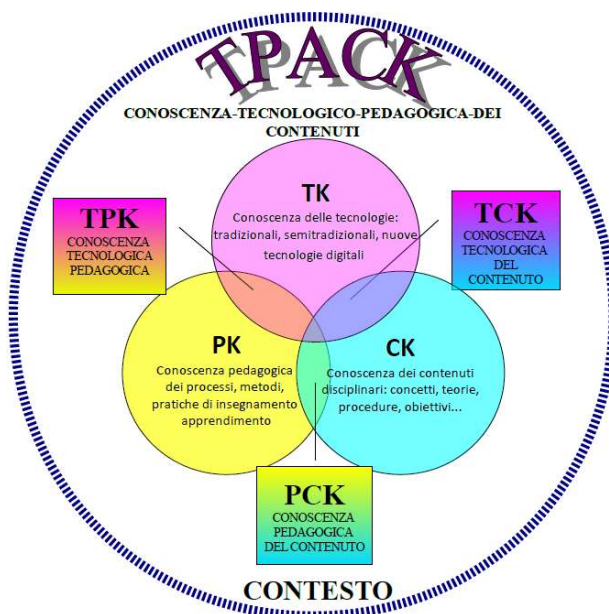 TPACK
CONOSCENZA-TECNOLOGICO-PEDAGOGICA-DEI
CONTENUTI
TK
Conoscenza delle tecnologie:
tradizionali, semitradizionali, nuove
tecnologie digitali
TPK
CONOSCENZA
TECNOLOGICA
PEDAGOGICA
TCK
CONOSCENZA
TECNOLOGICA
DEL
CONTENUTO
PK
Conoscenza pedagogica
dei processi, metodi,
pratiche di insegnamento
apprendimento
CK
Conoscenza dei contenuti
disciplinari: concetti, teorie,
procedure, obiettivi...
PCK
CONOSCENZA
PEDAGOGICA
DEL CONTENUTO
CONTESTO